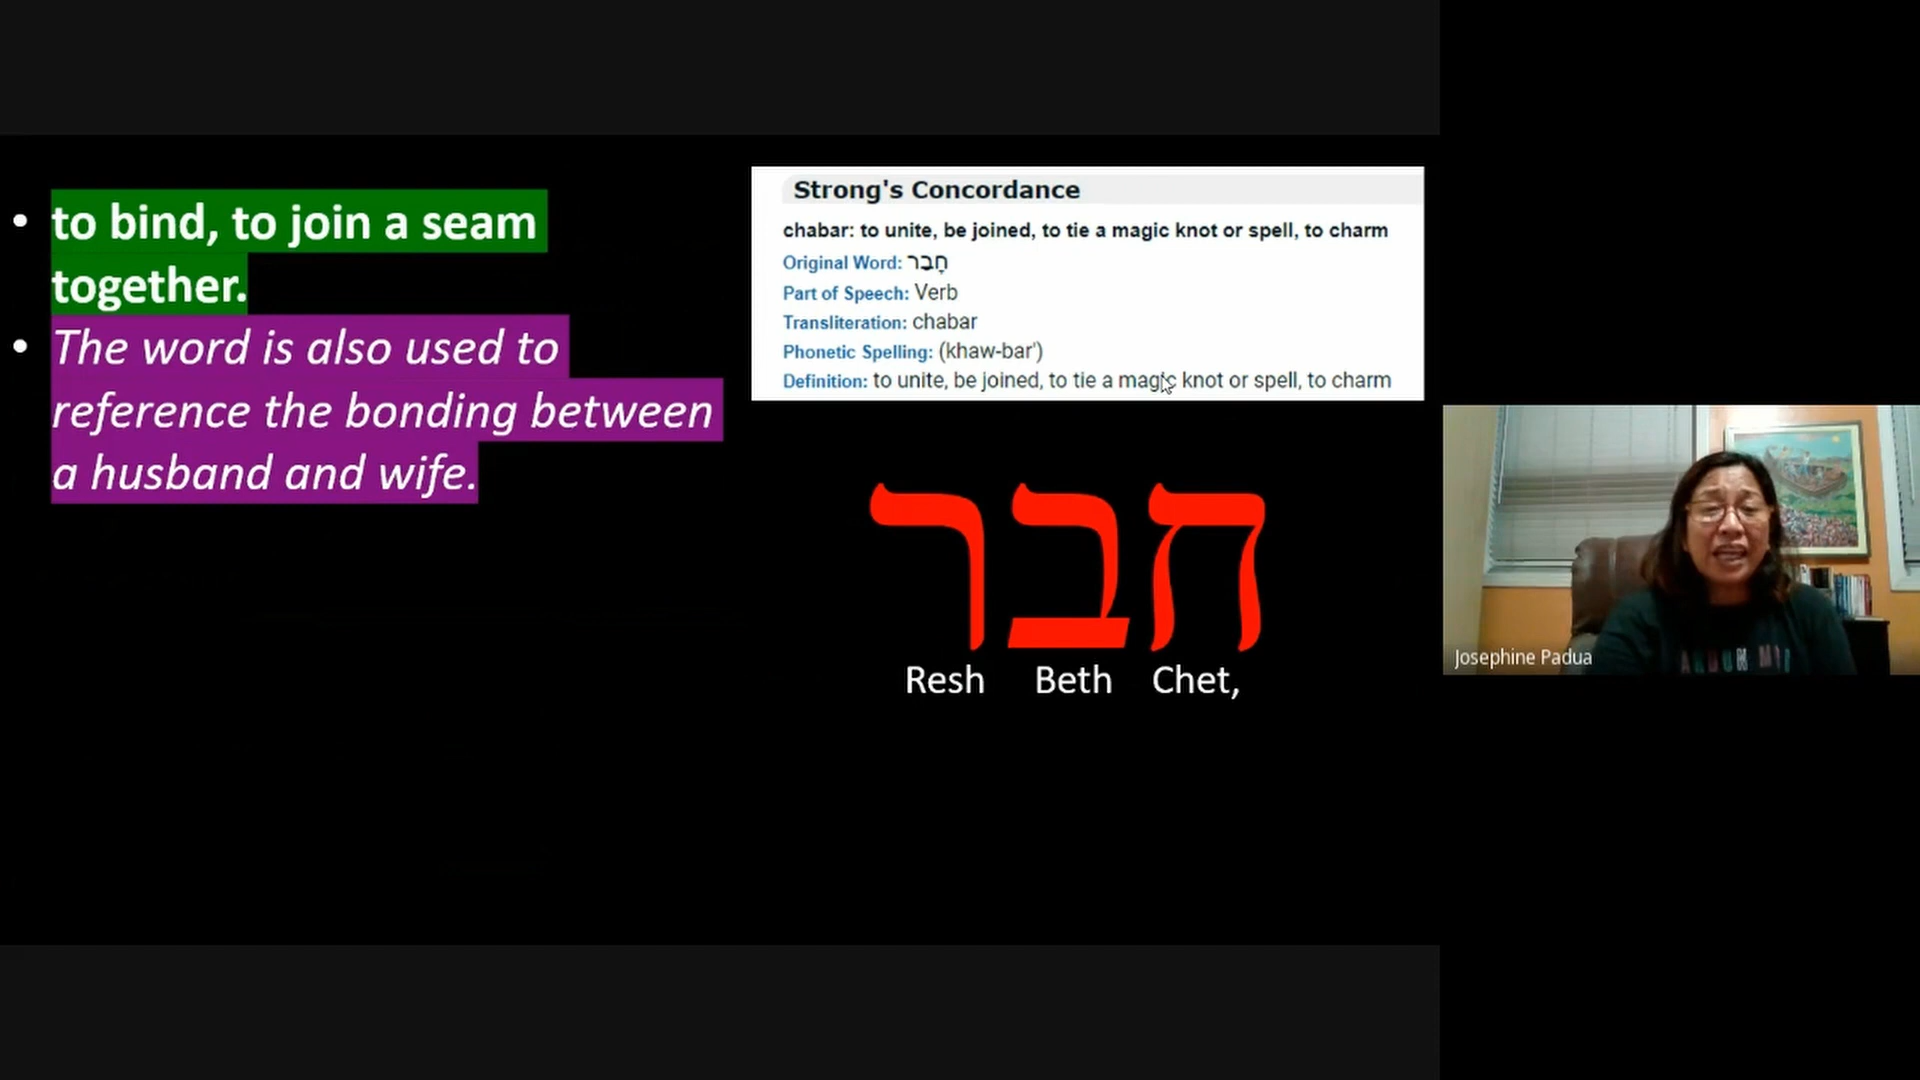 • to bind, to join a seam
together.
• The word is also used to
reference the bonding between
a husband and wife.
Strong's Concordance
chabar: to unite, be joined, to tie a magic knot or spell, to charm
Original Word: חָבַר
Part of Speech: Verb
Transliteration: chabar
Phonetic Spelling: (khaw-bar')
Definition: to unite, be joined, to tie a magic knot or spell, to charm
חבר
Resh Beth Chet,
Josephine Padua